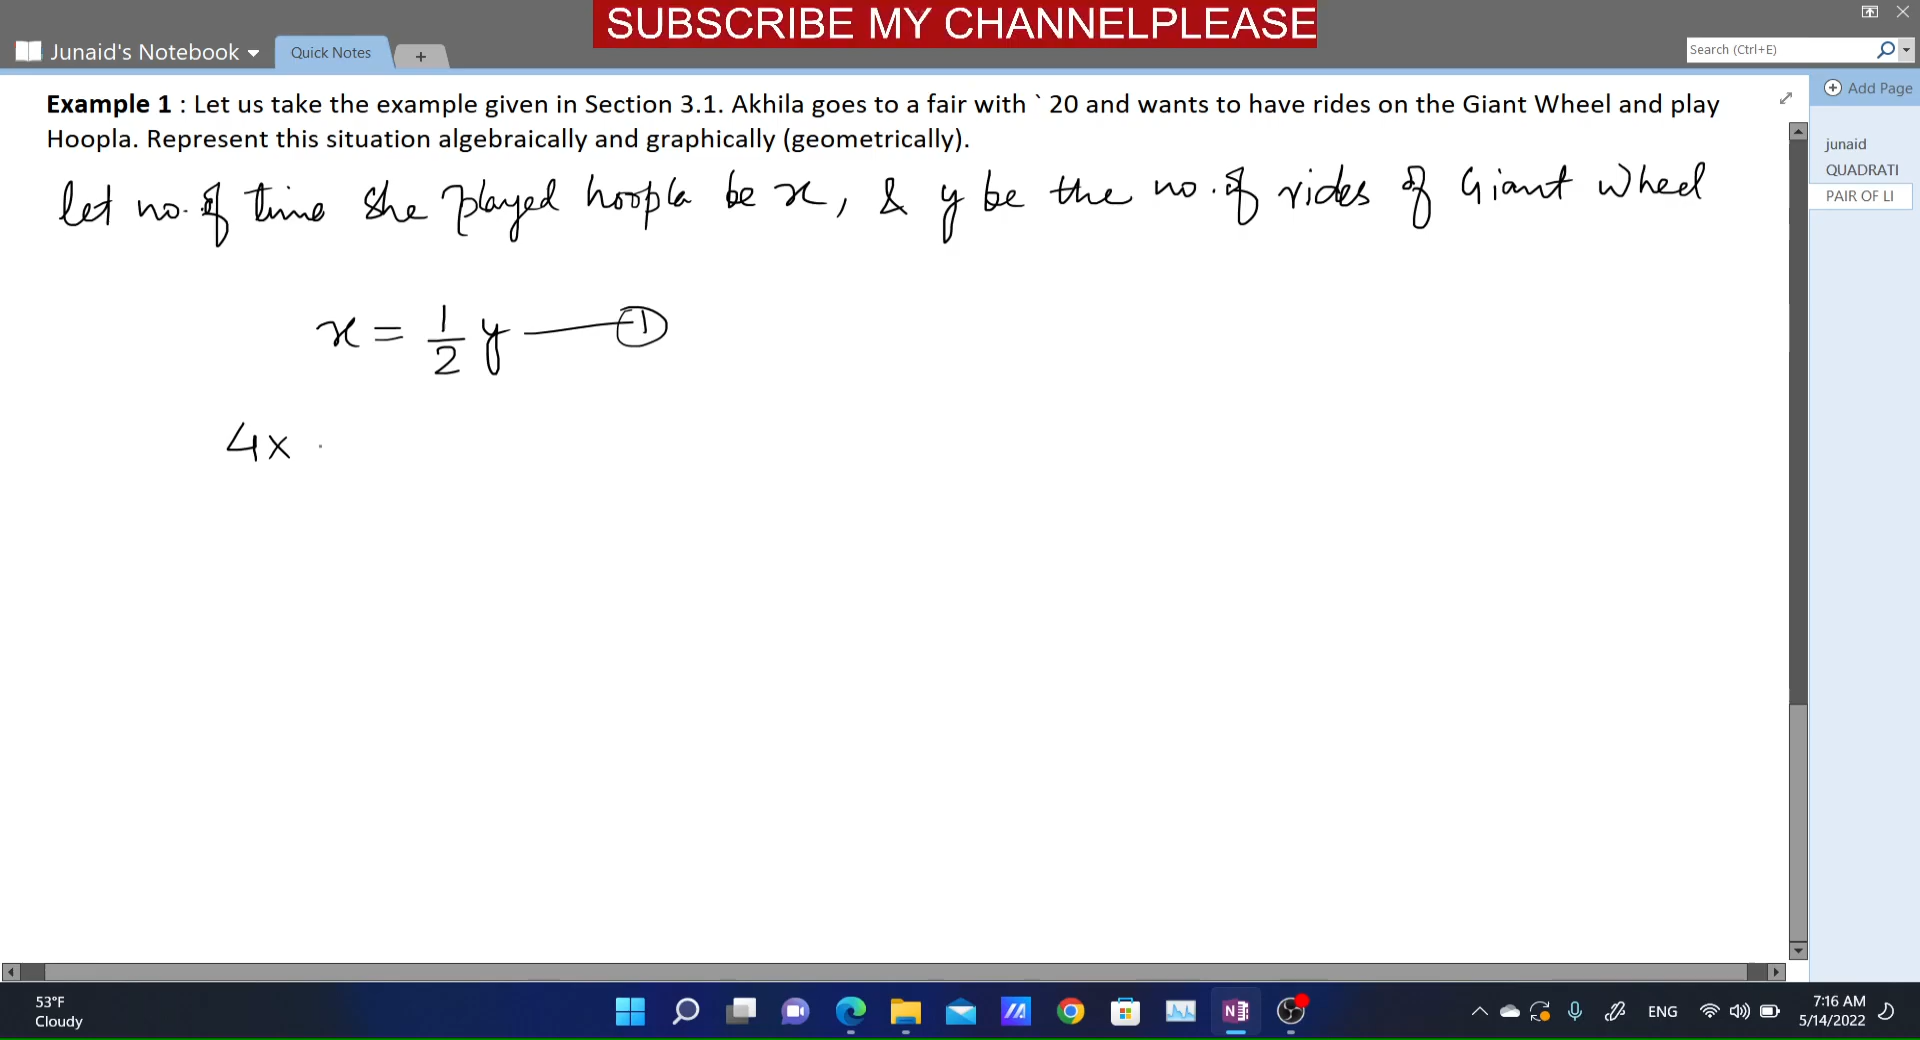 SUBSCRIBE MY CHANNELPLEASE
Junaid's Notebook
Quick Notes
+
Search (Ctrl+E)
Add Page
Example 1 : Let us take the example given in Section 3.1. Akhila goes to a fair with ` 20 and wants to have rides on the Giant Wheel and play
Hoopla. Represent this situation algebraically and graphically (geometrically).
junaid
QUADRATI
PAIR OF LI
let no. of time she played hoopla be x, & y be the no. of rides of Giant Wheel
x = 1/2 y — ①
4x
53°F
Cloudy
ENG
7:16 AM
5/14/2022